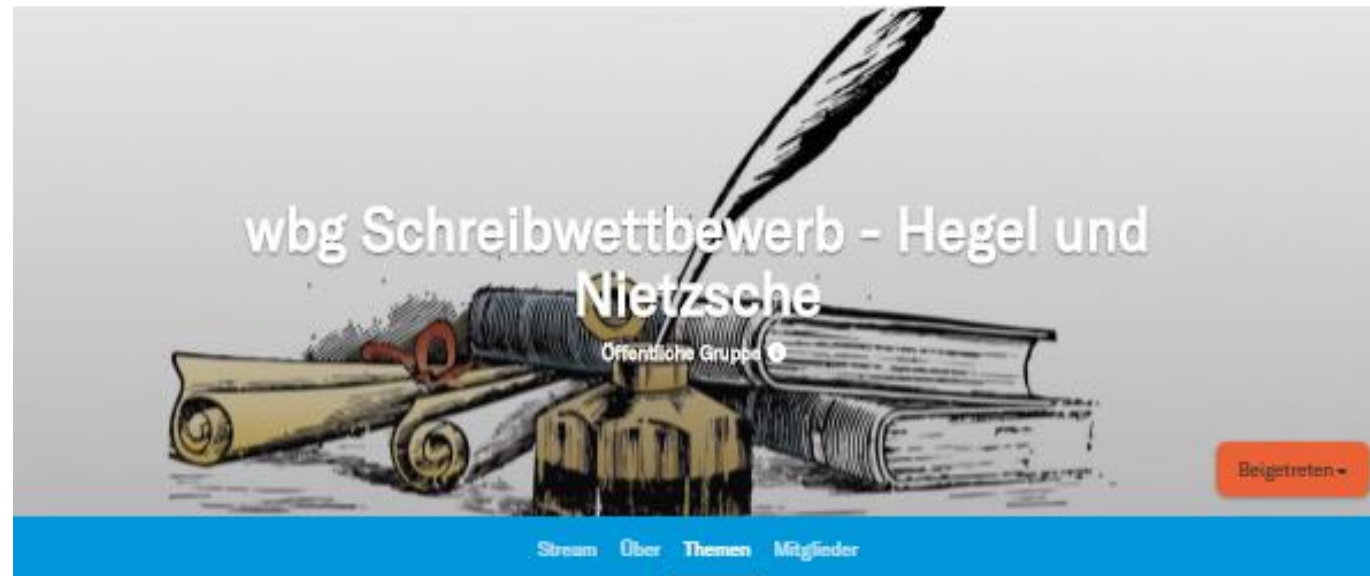 wbg Schreibwettbewerb - Hegel und
Nietzsche
Öffentliche Gruppe
Beigetreten
Stream Über Themen Mitglieder